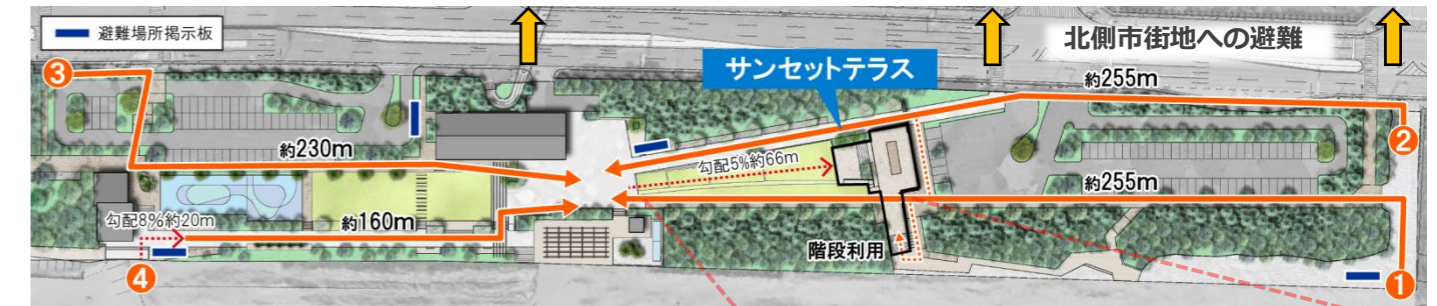 避難場所掲示板
北側市街地への避難
サンセットテラス
約255m
3
2
約230m
勾配5%約66m
約255m
勾配8%約20m
約160m
階段利用
4
1